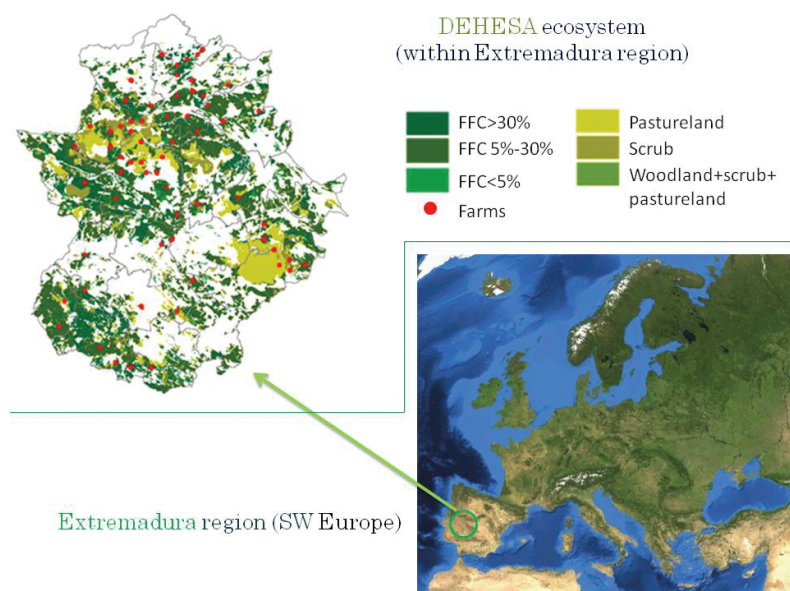 DEHESA ecosystem
(within Extremadura region)
FFC>30%
FFC 5%-30%
FFC<5%
Farms
Pastureland
Scrub
Woodland+scrub+
pastureland
Extremadura region (SW Europe)